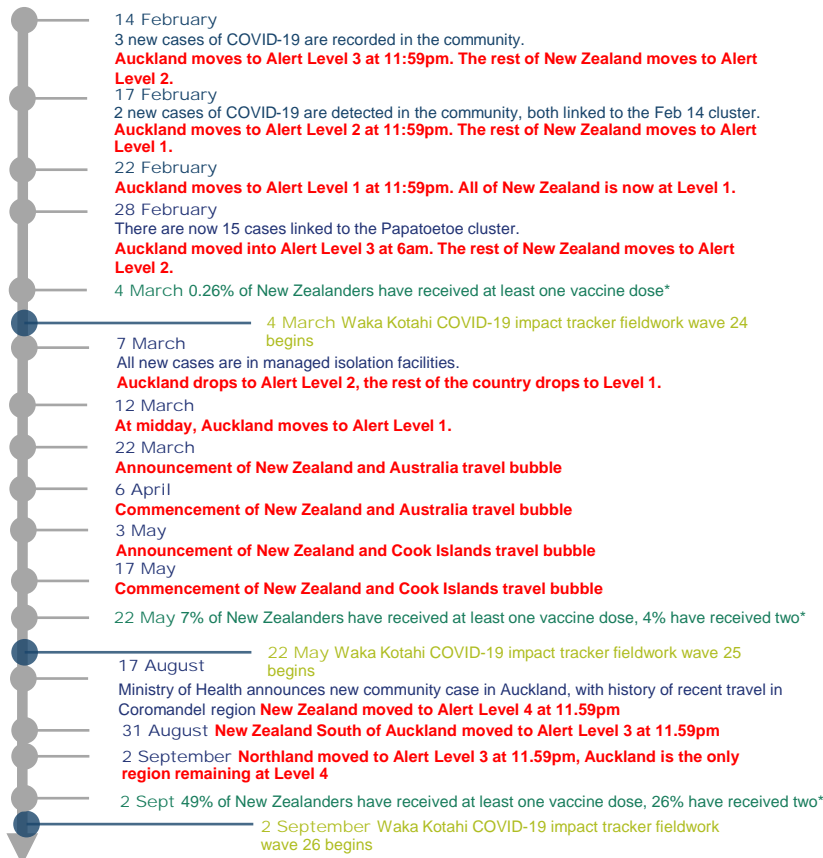 14 February
3 new cases of COVID-19 are recorded in the community.
Auckland moves to Alert Level 3 at 11:59pm. The rest of New Zealand moves to Alert
Level 2.
17 February
2 new cases of COVID-19 are detected in the community, both linked to the Feb 14 cluster.
Auckland moves to Alert Level 2 at 11:59pm. The rest of New Zealand moves to Alert
Level 1.
22 February
Auckland moves to Alert Level 1 at 11:59pm. All of New Zealand is now at Level 1.
28 February
There are now 15 cases linked to the Papatoetoe cluster.
Auckland moved into Alert Level 3 at 6am. The rest of New Zealand moves to Alert
Level 2.
4 March 0.26% of New Zealanders have received at least one vaccine dose*
4 March Waka Kotahi COVID-19 impact tracker fieldwork wave 24
begins
7 March
All new cases are in managed isolation facilities.
Auckland drops to Alert Level 2, the rest of the country drops to Level 1.
12 March
At midday, Auckland moves to Alert Level 1.
22 March
Announcement of New Zealand and Australia travel bubble
6 April
Commencement of New Zealand and Australia travel bubble
3 May
Announcement of New Zealand and Cook Islands travel bubble
17 May
Commencement of New Zealand and Cook Islands travel bubble
22 May 7% of New Zealanders have received at least one vaccine dose, 4% have received two*
22 May Waka Kotahi COVID-19 impact tracker fieldwork wave 25
begins
17 August
Ministry of Health announces new community case in Auckland, with history of recent travel in
Coromandel region New Zealand moved to Alert Level 4 at 11.59pm
31 August New Zealand South of Auckland moved to Alert Level 3 at 11.59pm
2 September Northland moved to Alert Level 3 at 11.59pm, Auckland is the only
region remaining at Level 4
2 Sept 49% of New Zealanders have received at least one vaccine dose, 26% have received two*
2 September Waka Kotahi COVID-19 impact tracker fieldwork
wave 26 begins